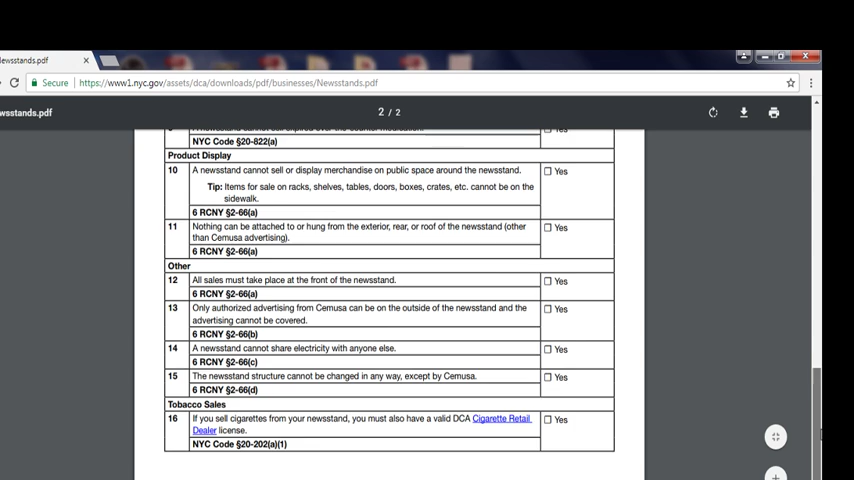 ewsstands.pdf
Secure https://www1.nyc.gov/assets/dca/downloads/pdf/businesses/Newsstands.pdf
wsstands.pdf
2 / 2
Yes
NYC Code §20-822(a)
Product Display
10 A newsstand cannot sell or display merchandise on public space around the newsstand. Yes
Tip: Items for sale on racks, shelves, tables, doors, boxes, crates, etc. cannot be on the
sidewalk.
6 RCNY §2-66(a)
11 Nothing can be attached to or hung from the exterior, rear, or roof of the newsstand (other Yes
than Cemusa advertising).
6 RCNY §2-66(a)
Other
12 All sales must take place at the front of the newsstand. Yes
6 RCNY §2-66(a)
13 Only authorized advertising from Cemusa can be on the outside of the newsstand and the Yes
advertising cannot be covered.
6 RCNY §2-66(b)
14 A newsstand cannot share electricity with anyone else. Yes
6 RCNY §2-66(c)
15 The newsstand structure cannot be changed in any way, except by Cemusa. Yes
6 RCNY §2-66(d)
Tobacco Sales
16 If you sell cigarettes from your newsstand, you must also have a valid DCA Cigarette Retail Yes
Dealer license.
NYC Code §20-202(a)(1)